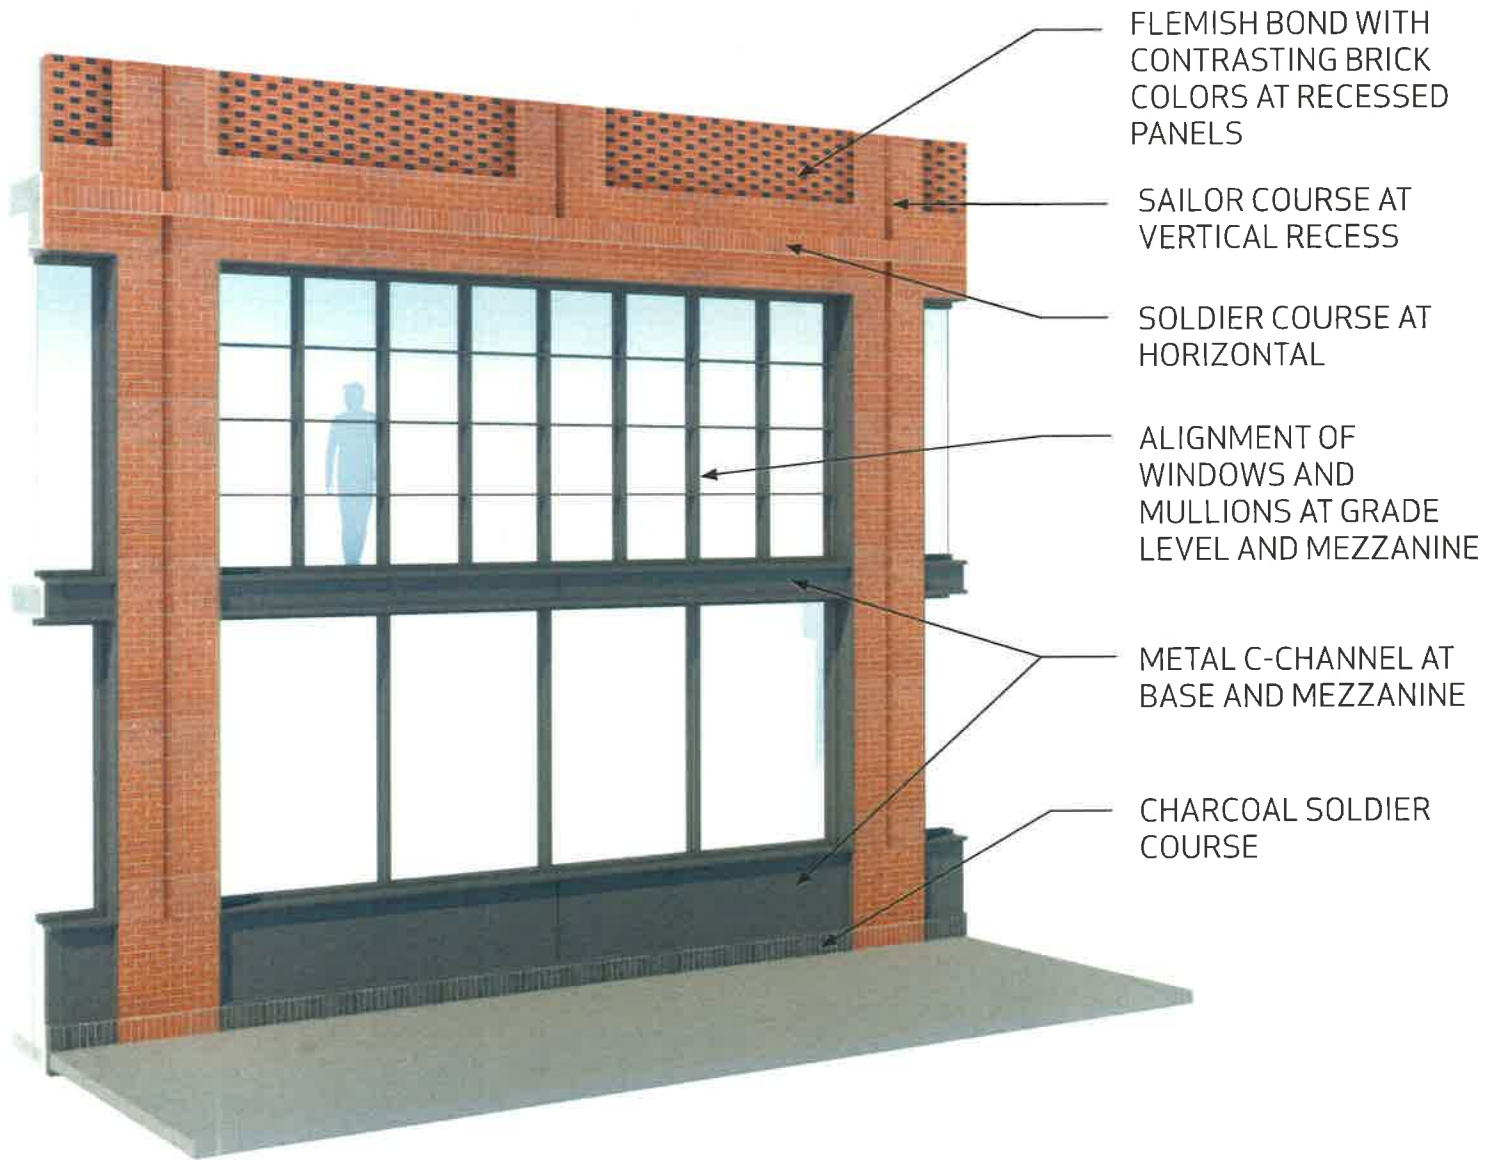 FLEMISH BOND WITH
CONTRASTING BRICK
COLORS AT RECESSED
PANELS
SAILOR COURSE AT
VERTICAL RECESS
SOLDIER COURSE AT
HORIZONTAL
ALIGNMENT OF
WINDOWS AND
MULLIONS AT GRADE
LEVEL AND MEZZANINE
METAL C-CHANNEL AT
BASE AND MEZZANINE
CHARCOAL SOLDIER
COURSE